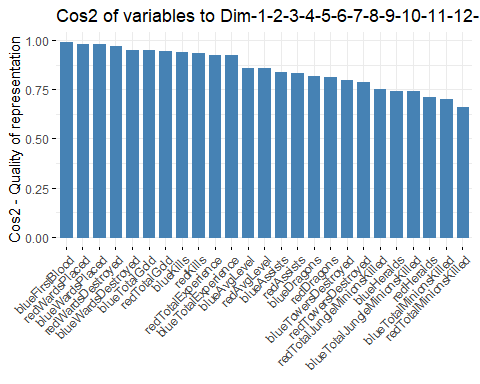 Cos2 of variables to Dim-1-2-3-4-5-6-7-8-9-10-11-12-
Cos2 - Quality of representation
1.00
0.75
0.50
0.25
0.00
blueFirstBlood
redWardsPlaced
blueWardsPlaced
redWardsDestroyed
blueWardsDestroyed
blueTotalGold
redTotalGold
blueKills
redKills
redTotalExperience
blueTotalExperience
blueAvgLevel
redAvgLevel
blueAssists
redAssists
blueDragons
redDragons
blueTowersDestroyed
redTowersDestroyed
redTotalJungleMinionsKilled
blueHeralds
blueTotalJungleMinionsKilled
redHeralds
blueTotalMinionsKilled
redTotalMinionsKilled